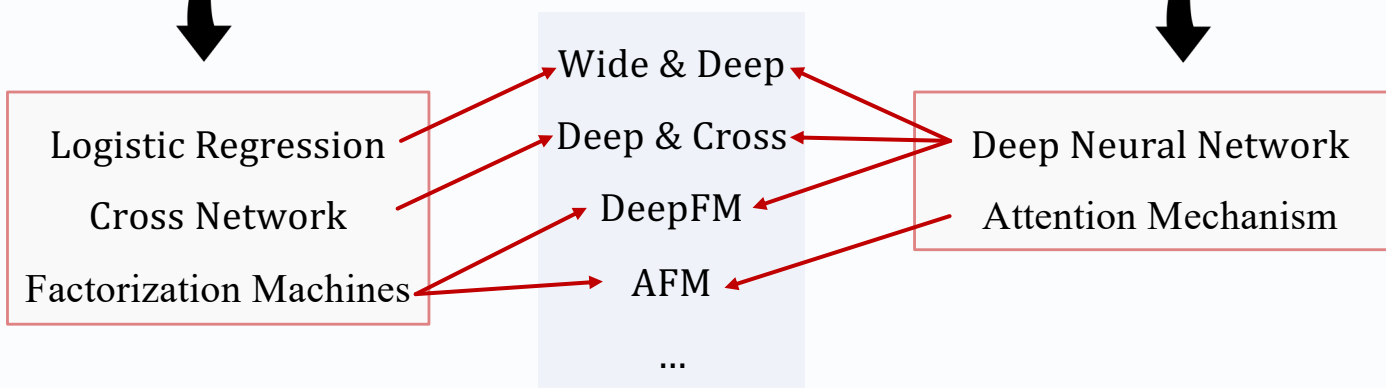 Logistic Regression
Cross Network
Factorization Machines
Wide & Deep
Deep & Cross
DeepFM
AFM
...
Deep Neural Network
Attention Mechanism